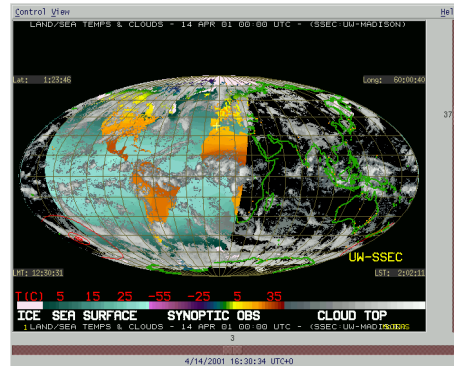 Control View Hel
LAND/SEA TEMPS & CLOUDS - 14 APR 01 00:00 UTC - (SSEC:UW-MADISON)
Lat: 1:23:46 Long: 60:00:40
37
UW-SSEC
LMT: 12:30:31 LST: 2:02:11
T(C) 5 15 25 -55 -25 5 35
ICE SEA SURFACE SYNOPTIC OBS CLOUD TOP
1 LAND/SEA TEMPS & CLOUDS - 14 APR 01 00:00 UTC - (SSEC:UW-MADISON)
3
4/14/2001 16:30:34 UTC+0